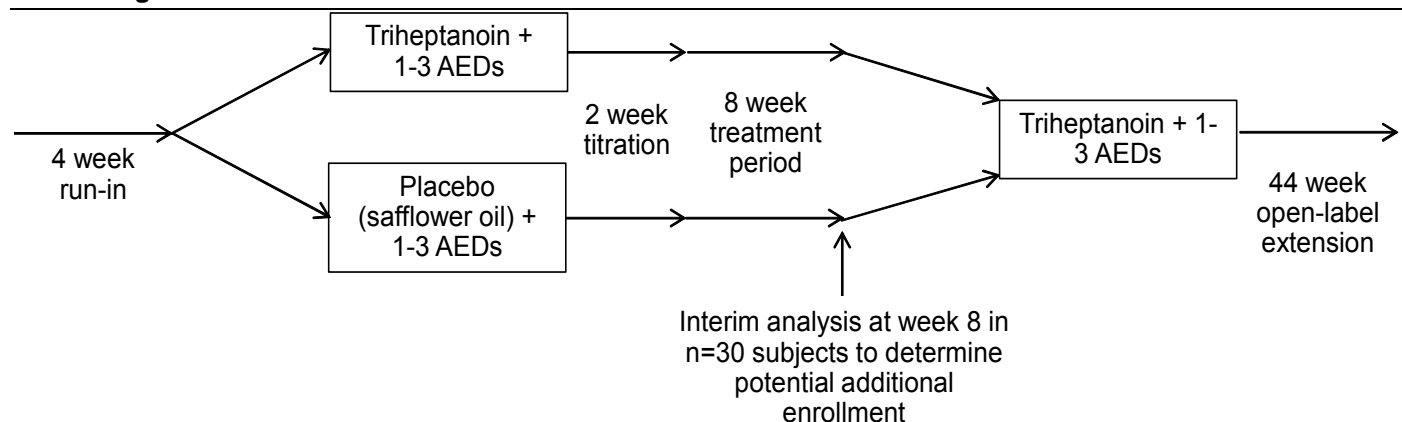 Triheptanoin +
1-3 AEDs
2 week
titration
8 week
treatment
period
Triheptanoin + 1-
3 AEDs
4 week
run-in
Placebo
(safflower oil) +
1-3 AEDs
44 week
open-label
extension
Interim analysis at week 8 in
n=30 subjects to determine
potential additional
enrollment